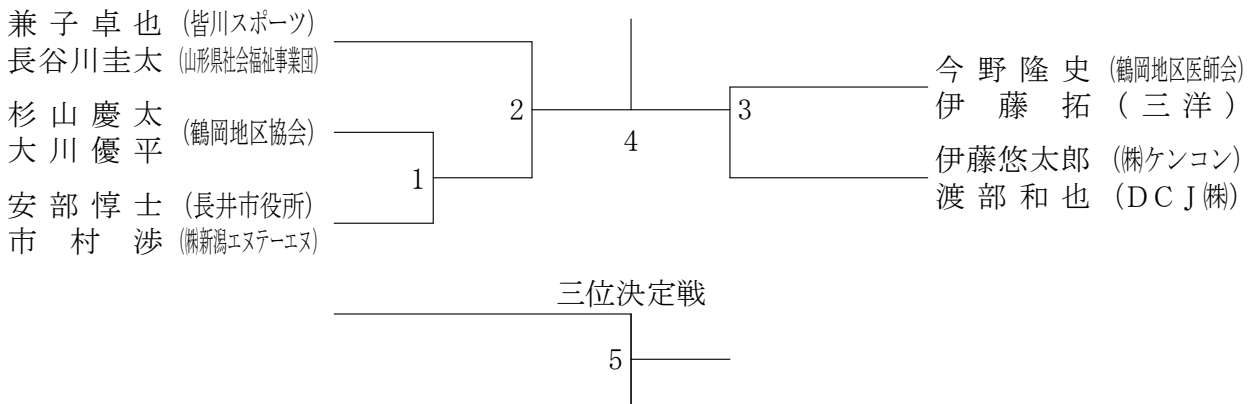 兼子卓也 (皆川スポーツ)
長谷川圭太 (山形県社会福祉事業団)
杉山慶太
大川優平
(鶴岡地区協会)
安部惇士 (長井市役所)
市村渉 (㈱新潟エヌテーエヌ)
1
2
4
3
今野隆史 (鶴岡地区医師会)
伊藤拓 (三洋)
伊藤悠太郎 (㈱ケンコン)
渡部和也 (DCJ㈱)
三位決定戦
5